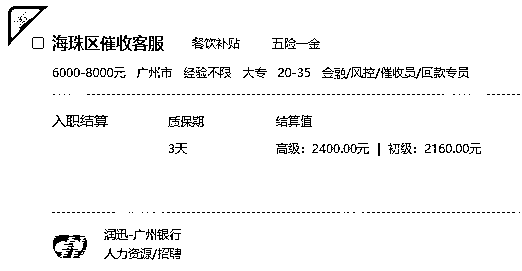 海珠区催收客服 餐饮补贴 五险一金
6000-8000元 广州市 经验不限 大专 20-35 金融/风控/催收员/回款专员
入职结算 质保期 结算值
3天 高级：2400.00元 | 初级：2160.00元
润迅-广州银行
人力资源/招聘